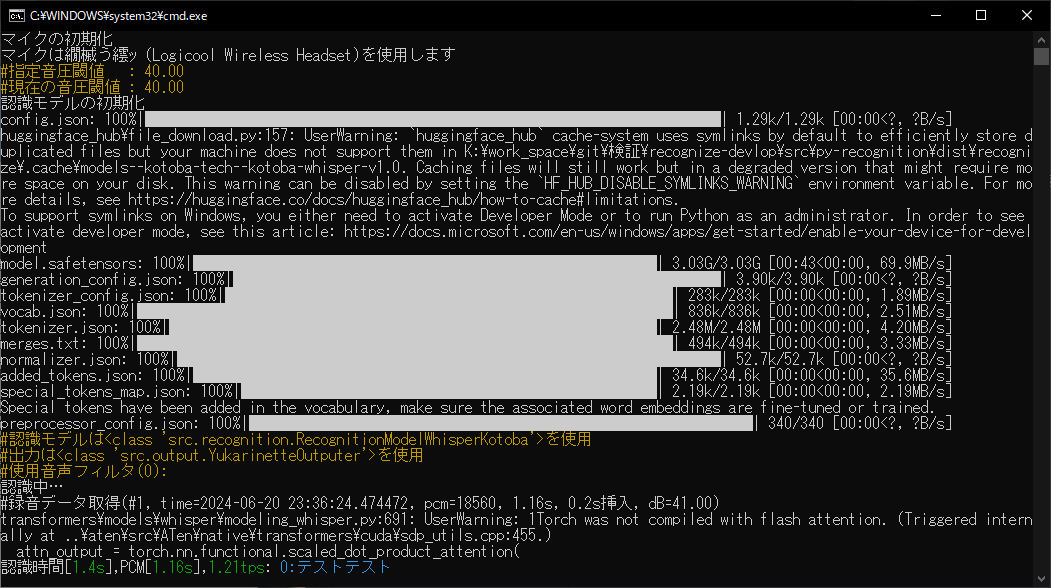 C:¥WINDOWS¥system32¥cmd.exe
マイクの初期化
マイクは繝槭う繧ｯ (Logicool Wireless Headset)を使用します
#指定音圧閾値   : 40.00
#現在の音圧閾値 : 40.00
認識モデルの初期化
config.json: 100%| | 1.29k/1.29k [00:00<?, ?B/s]
huggingface_hub¥file_download.py:157: UserWarning: `huggingface_hub` cache-system uses symlinks by default to efficiently store d
uplicated files but your machine does not support them in K:¥work_space¥git¥検証¥recognize-devlop¥src¥py-recognition¥dist¥recogni
ze¥.cache¥models--kotoba-tech--kotoba-whisper-v1.0. Caching files will still work but in a degraded version that might require mo
re space on your disk. This warning can be disabled by setting the `HF_HUB_DISABLE_SYMLINKS_WARNING` environment variable. For mo
re details, see https://huggingface.co/docs/huggingface_hub/how-to-cache#limitations.
To support symlinks on Windows, you either need to activate Developer Mode or to run Python as an administrator. In order to see
activate developer mode, see this article: https://docs.microsoft.com/en-us/windows/apps/get-started/enable-your-device-for-devel
opment
model.safetensors: 100%| | 3.03G/3.03G [00:43<00:00, 69.9MB/s]
generation_config.json: 100%| | 3.90k/3.90k [00:00<?, ?B/s]
tokenizer_config.json: 100%| | 283k/283k [00:00<00:00, 1.89MB/s]
vocab.json: 100%| | 836k/836k [00:00<00:00, 2.51MB/s]
tokenizer.json: 100%| | 2.48M/2.48M [00:00<00:00, 4.20MB/s]
merges.txt: 100%| | 494k/494k [00:00<00:00, 3.33MB/s]
normalizer.json: 100%| | 52.7k/52.7k [00:00<?, ?B/s]
added_tokens.json: 100%| | 34.6k/34.6k [00:00<00:00, 35.6MB/s]
special_tokens_map.json: 100%| | 2.19k/2.19k [00:00<00:00, 2.19MB/s]
Special tokens have been added in the vocabulary, make sure the associated word embeddings are fine-tuned or trained.
preprocessor_config.json: 100%| | 340/340 [00:00<?, ?B/s]
#認識モデルは<class 'src.recognition.RecognitionModelWhisperKotoba'>を使用
#出力は<class 'src.output.YukarinetteOutputer'>を使用
#使用音声フィルタ(0):
認識中…
#録音データ取得(#1, time=2024-06-20 23:36:24.474472, pcm=18560, 1.16s, 0.2s挿入, dB=41.00)
transformers¥models¥whisper¥modeling_whisper.py:691: UserWarning: 1Torch was not compiled with flash attention. (Triggered intern
ally at ..¥aten¥src¥ATen¥native¥transformers¥cuda¥sdp_utils.cpp:455.)
  attn_output = torch.nn.functional.scaled_dot_product_attention(
認識時間[1.4s],PCM[1.16s],1.21tps: 0:テストテスト